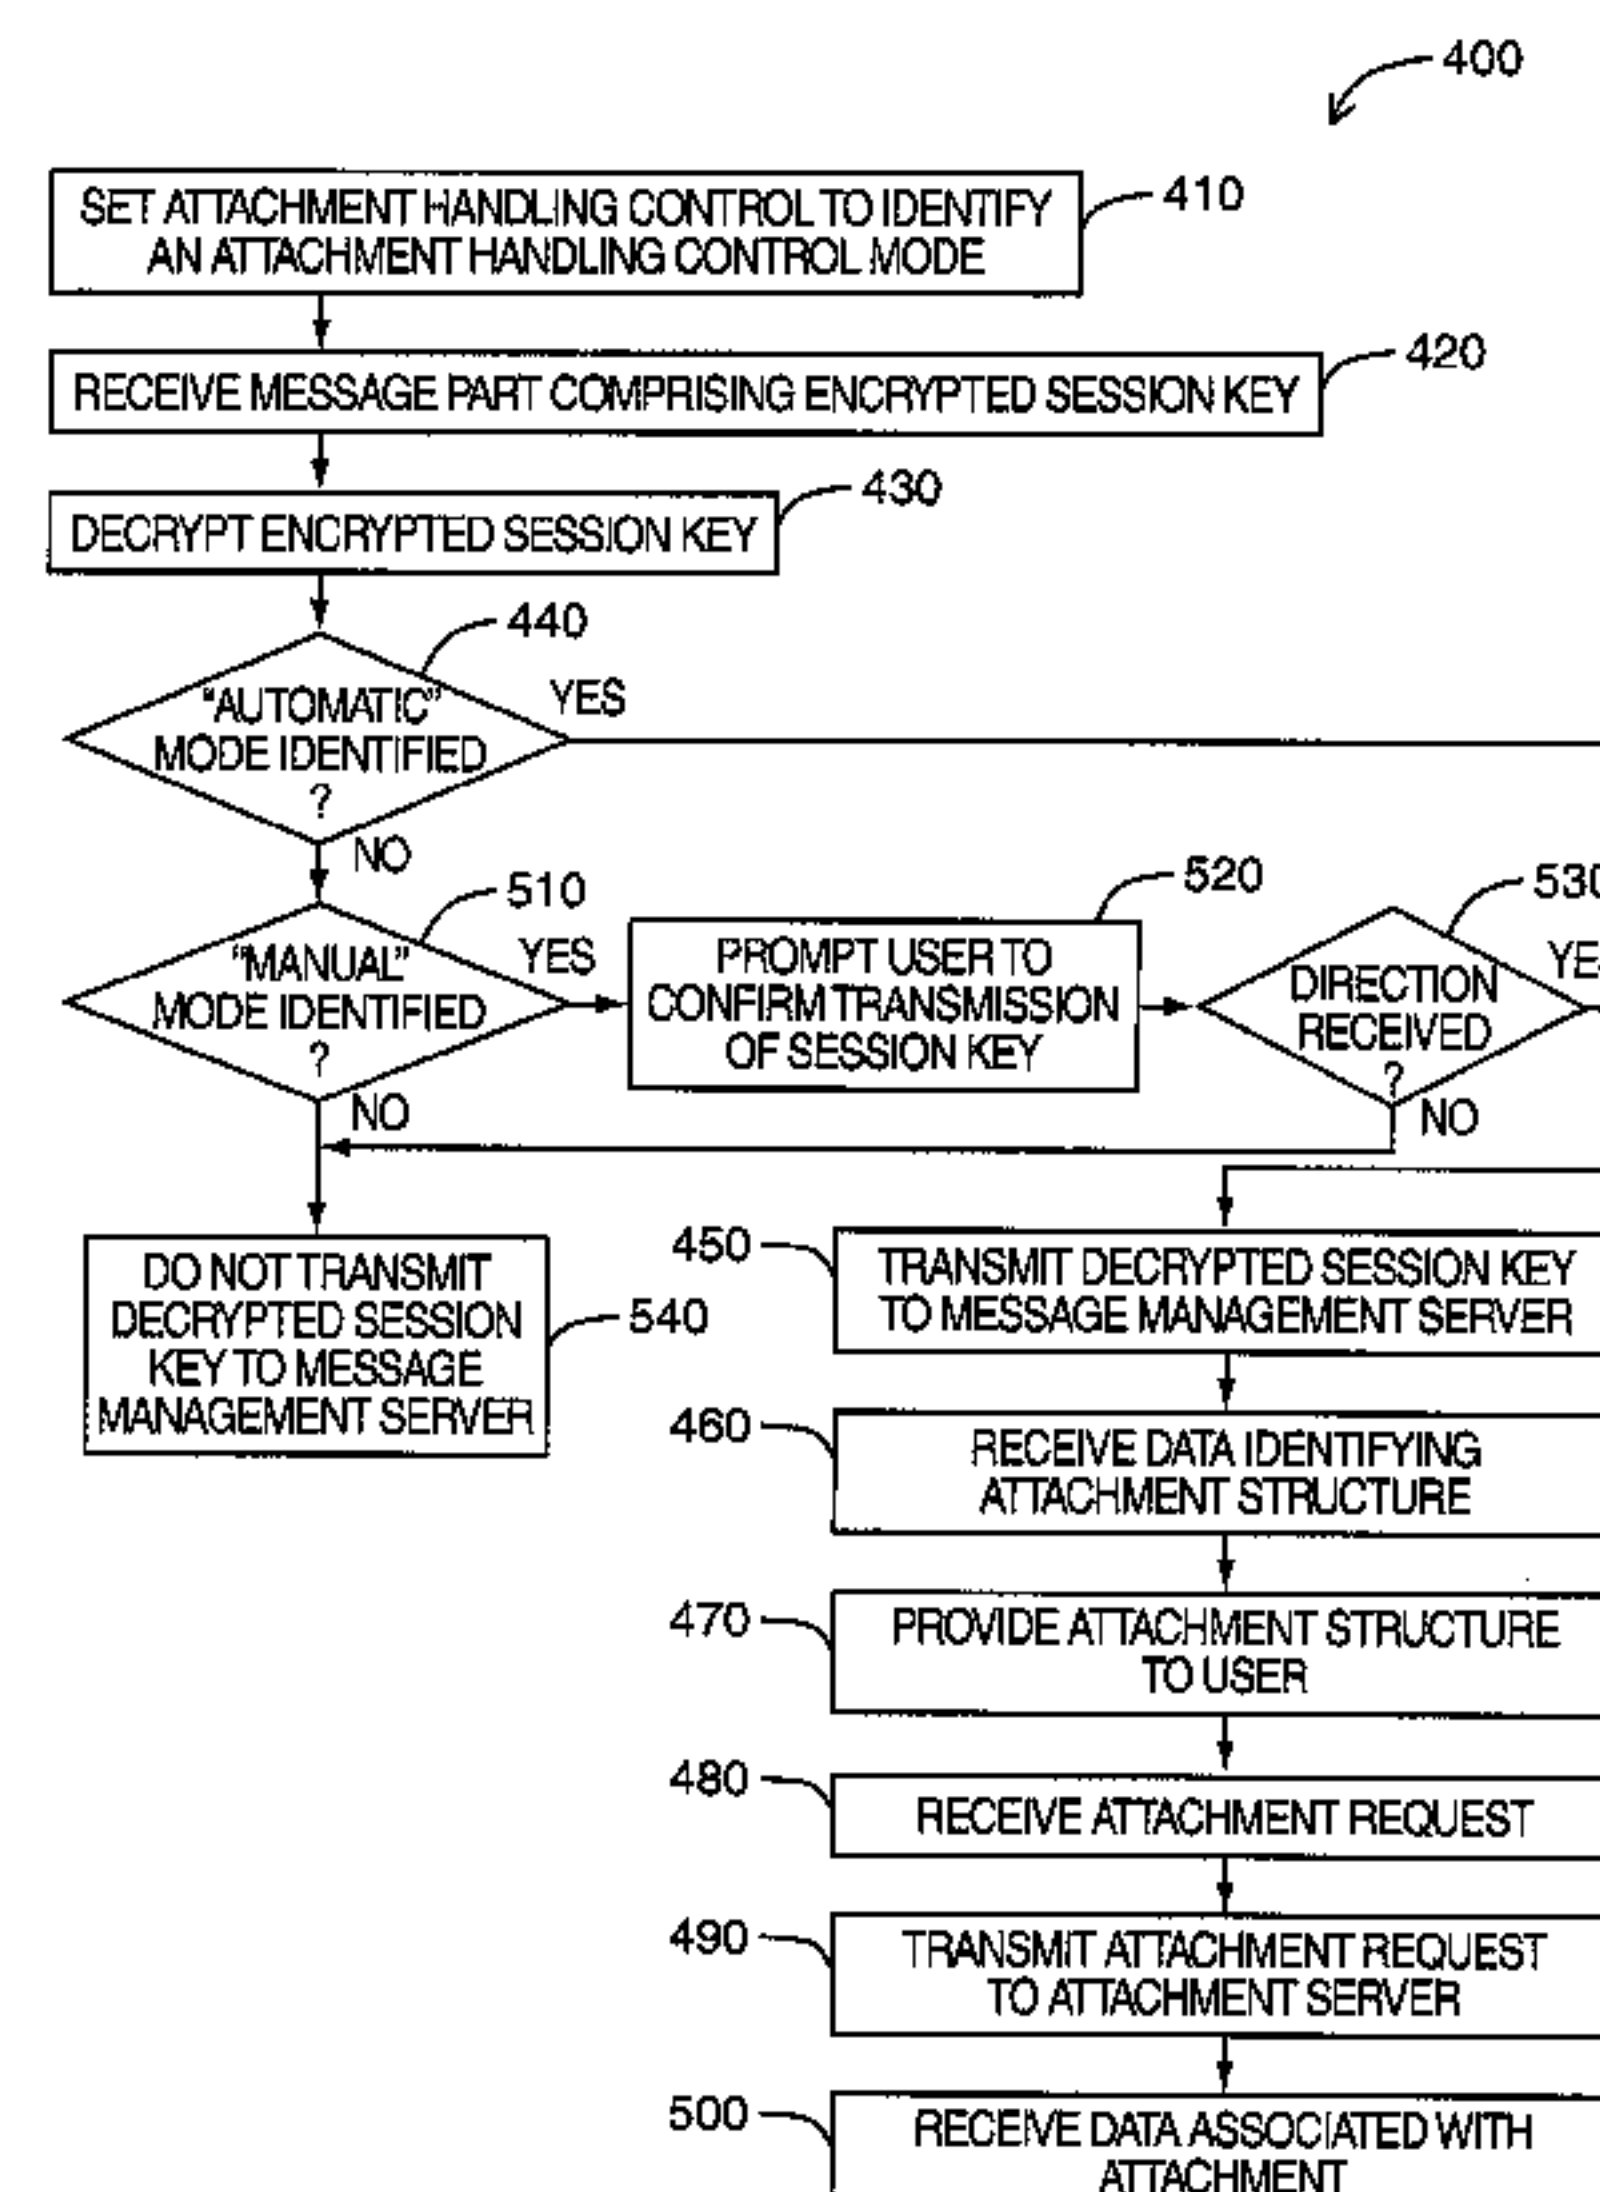 400
SET ATTACHMENT HANDLING CONTROL TO IDENTIFY
AN ATTACHMENT HANDLING CONTROL MODE
410
RECEIVE MESSAGE PART COMPRISING ENCRYPTED SESSION KEY
420
DECRYPT ENCRYPTED SESSION KEY
430
440
"AUTOMATIC"
MODE IDENTIFIED
?
YES
NO
510
"MANUAL"
MODE IDENTIFIED
?
YES
NO
520
PROMPT USER TO
CONFIRM TRANSMISSION
OF SESSION KEY
530
DIRECTION
RECEIVED
?
YE
NO
DO NOT TRANSMIT
DECRYPTED SESSION
KEY TO MESSAGE
MANAGEMENT SERVER
540
450
TRANSMIT DECRYPTED SESSION KEY
TO MESSAGE MANAGEMENT SERVER
460
RECEIVE DATA IDENTIFYING
ATTACHMENT STRUCTURE
470
PROVIDE ATTACHMENT STRUCTURE
TO USER
480
RECEIVE ATTACHMENT REQUEST
490
TRANSMIT ATTACHMENT REQUEST
TO ATTACHMENT SERVER
500
RECEIVE DATA ASSOCIATED WITH
ATTACHMENT